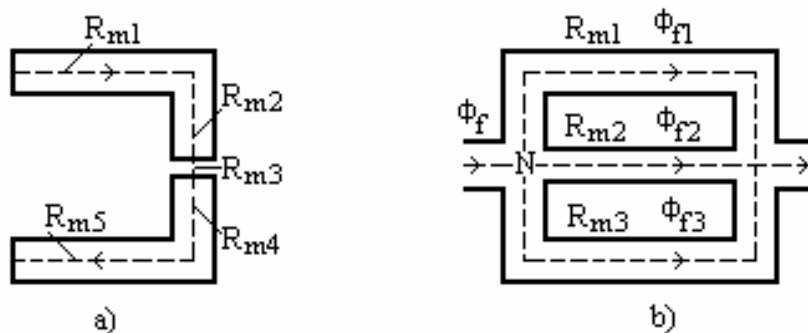 Rm1
Rm2
Rm3
Rm4
Rm5
a)
Rm1 Φf1
Φf
Rm2 Φf2
N
Rm3 Φf3
b)